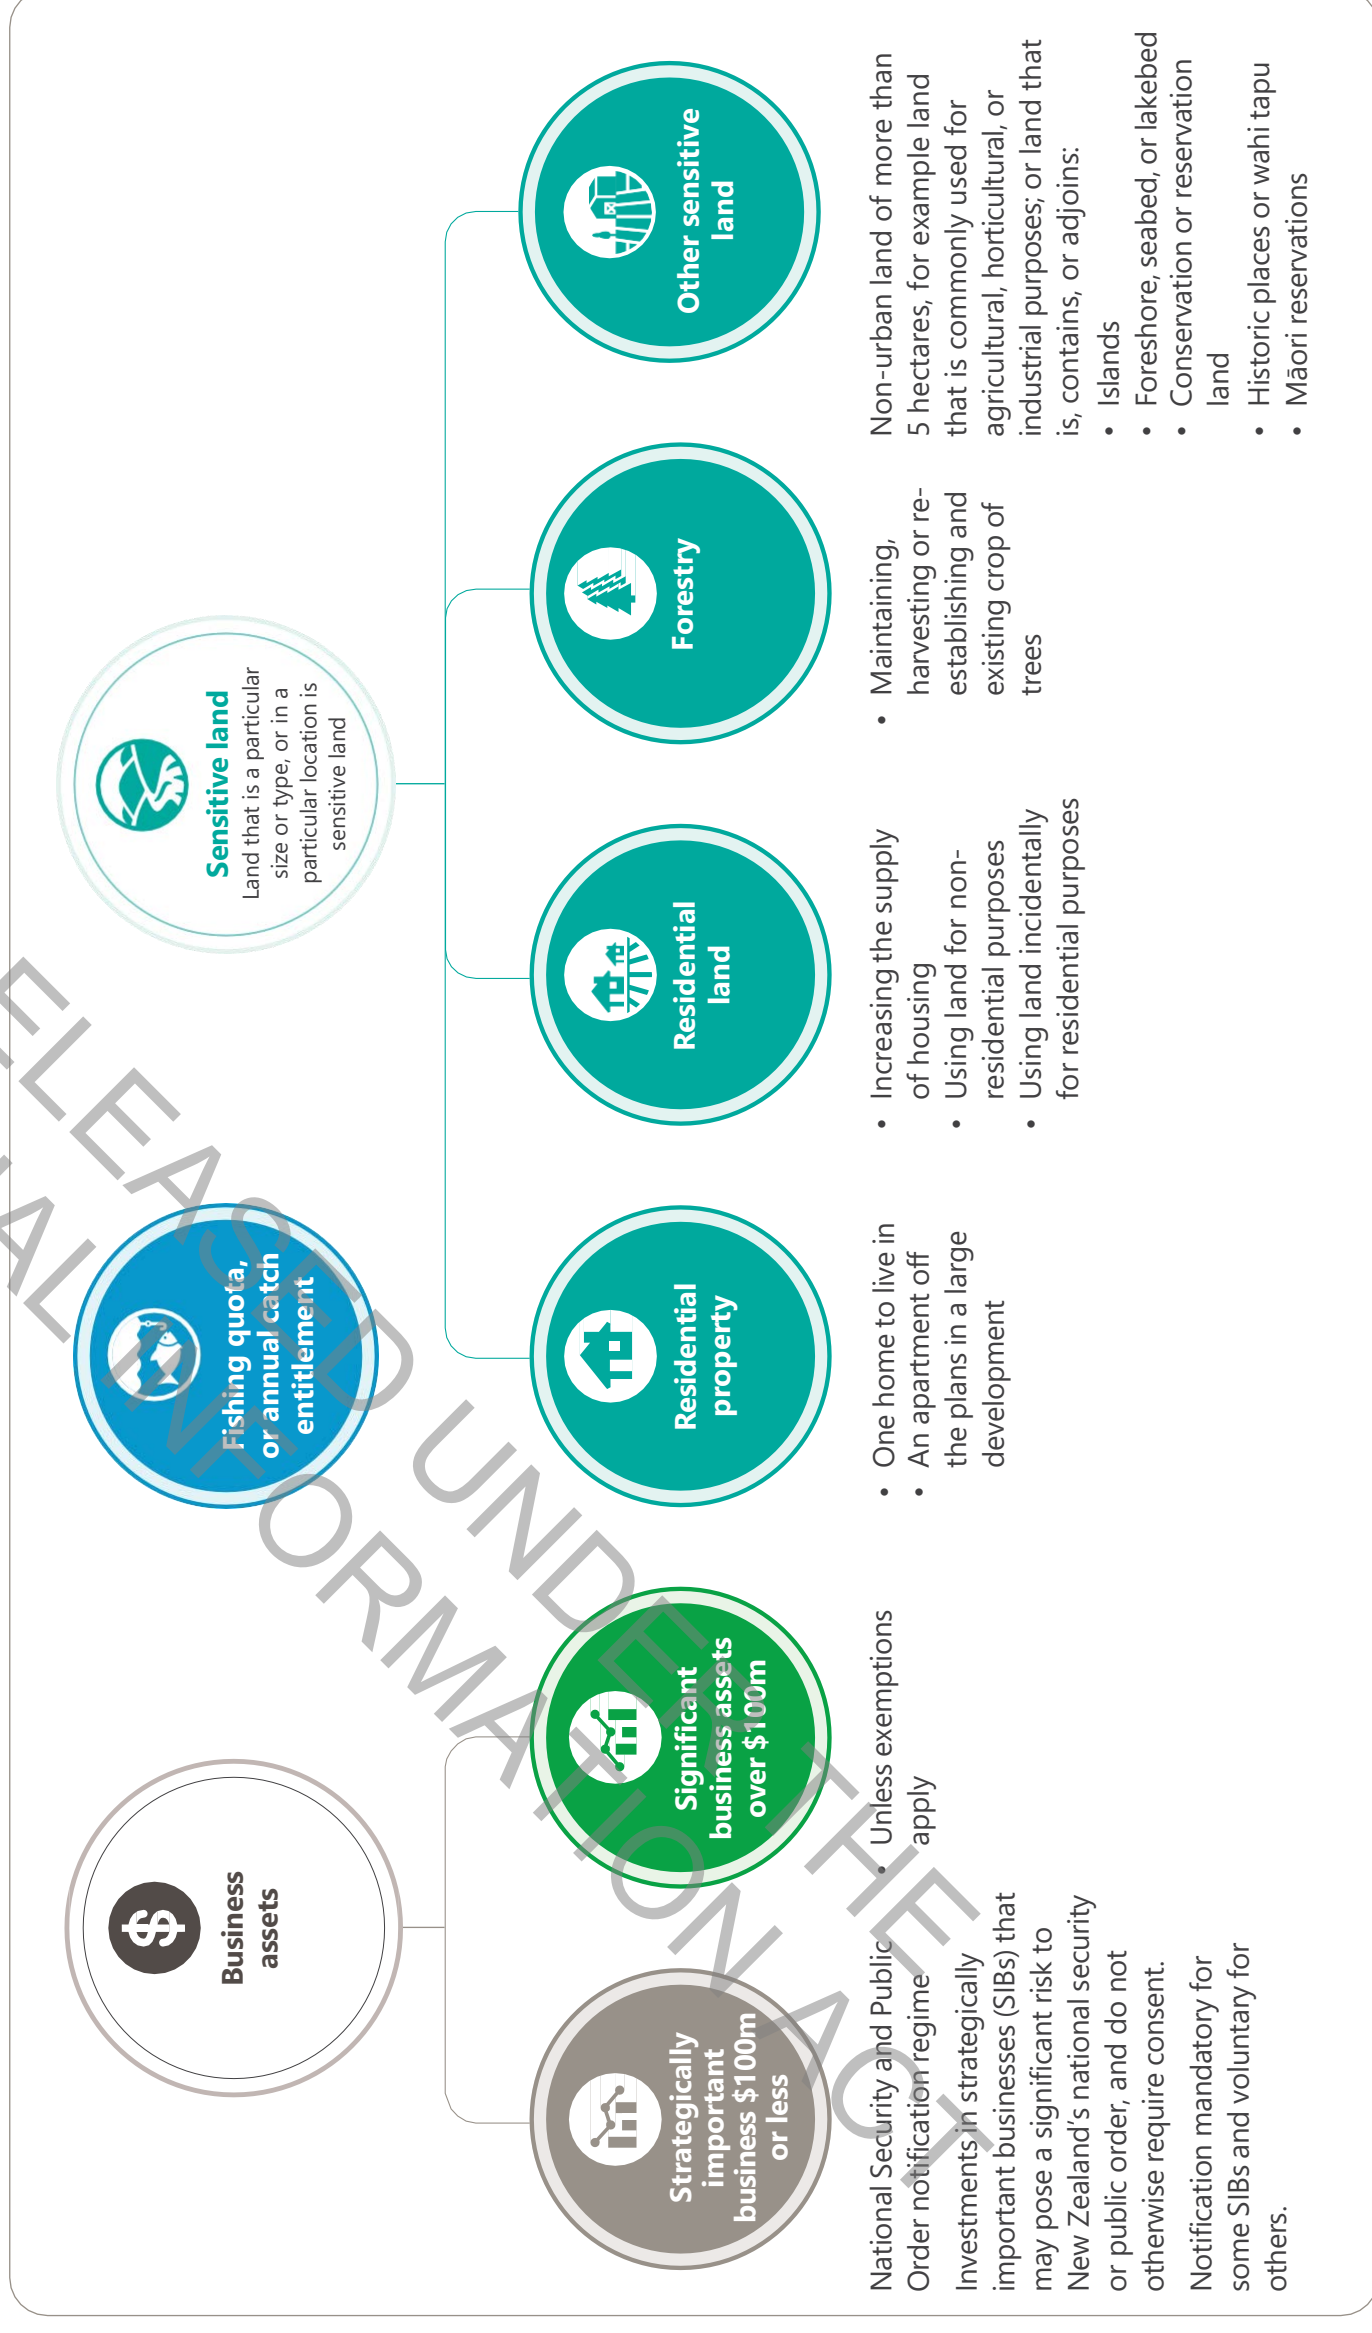 Business
assets
Fishing quota,
or annual catch
entitlement
Sensitive land
Land that is a particular
size or type, or in a
particular location is
sensitive land
Strategically
important
business $100m
or less
Significant
business assets
over $100m
Residential
property
Residential
land
Forestry
Other sensitive
land
National Security and Public
Order notification regime
Investments in strategically
important businesses (SIBs) that
may pose a significant risk to
New Zealand's national security
or public order, and do not
otherwise require consent.
Notification mandatory for
some SIBs and voluntary for
others.
• Unless exemptions
apply
• One home to live in
• An apartment off
the plans in a large
development
• Increasing the supply
of housing
• Using land for non-
residential purposes
• Using land incidentally
for residential purposes
• Maintaining,
harvesting or re-
establishing and
existing crop of
trees
Non-urban land of more than
5 hectares, for example land
that is commonly used for
agricultural, horticultural, or
industrial purposes; or land that
is, contains, or adjoins:
• Islands
• Foreshore, seabed, or lakebed
• Conservation or reservation
land
• Historic places or wahi tapu
• Māori reservations
UNDER THE
INFORMATION ACT